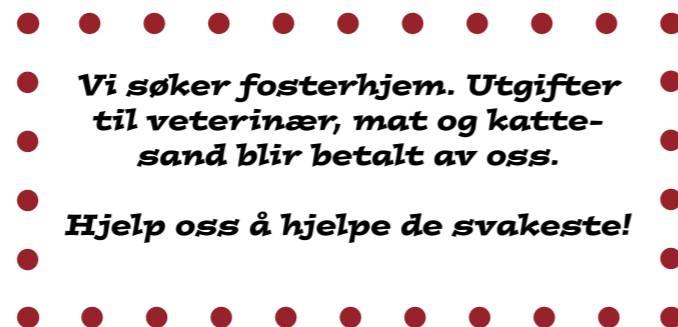 Vi søker fosterhjem. Utgifter
til veterinær, mat og katte-
sand blir betalt av oss.
Hjelp oss å hjelpe de svakeste!